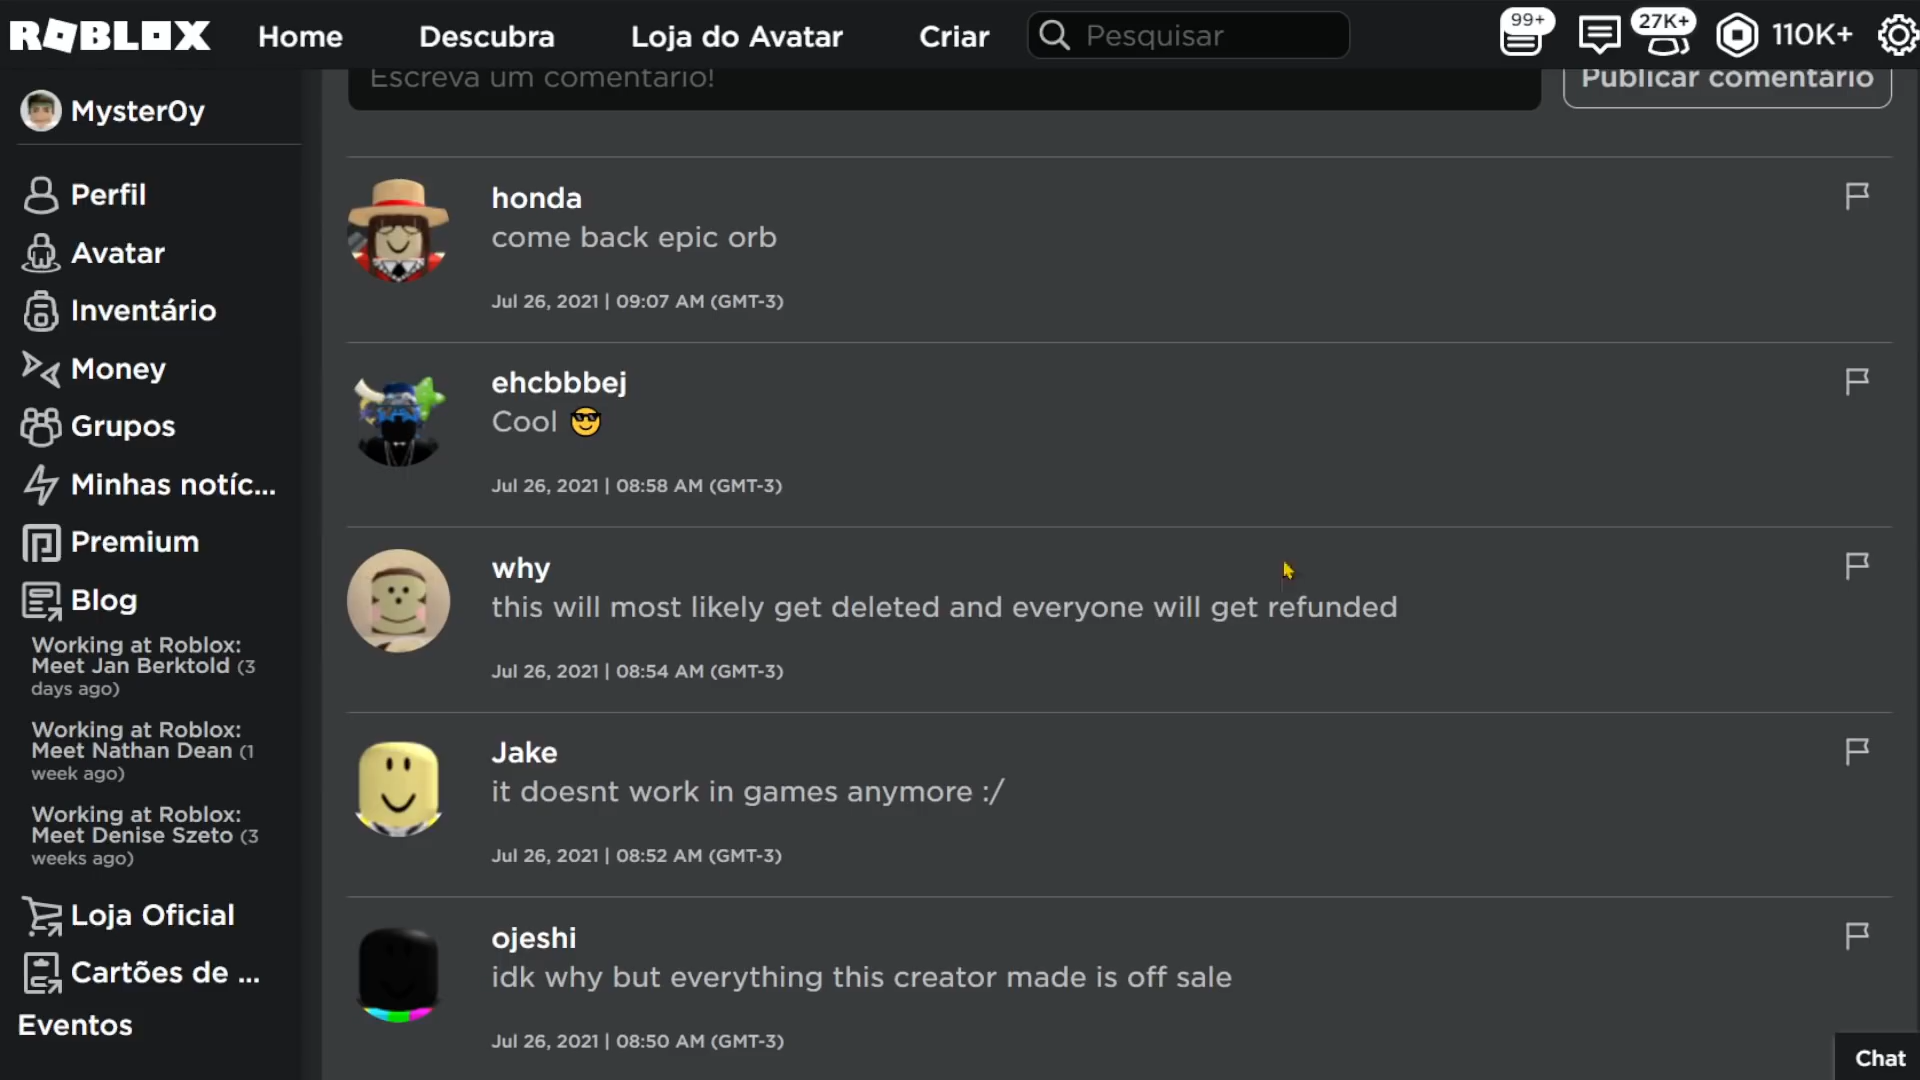 ROBLOX
Home
Descubra
Loja do Avatar
Criar
Pesquisar
99+
27K+
110K+
Myster0y
Perfil
Avatar
Inventário
Money
Grupos
Minhas notíc...
Premium
Blog
Working at Roblox:
Meet Jan Berktold (3
days ago)
Working at Roblox:
Meet Nathan Dean (1
week ago)
Working at Roblox:
Meet Denise Szeto (3
weeks ago)
Loja Oficial
Cartões de ...
Eventos
Escreva um comentário!
Publicar comentário
honda
come back epic orb
Jul 26, 2021 | 09:07 AM (GMT-3)
ehcbbbej
Cool 😎
Jul 26, 2021 | 08:58 AM (GMT-3)
why
this will most likely get deleted and everyone will get refunded
Jul 26, 2021 | 08:54 AM (GMT-3)
Jake
it doesnt work in games anymore :/
Jul 26, 2021 | 08:52 AM (GMT-3)
ojeshi
idk why but everything this creator made is off sale
Jul 26, 2021 | 08:50 AM (GMT-3)
Chat